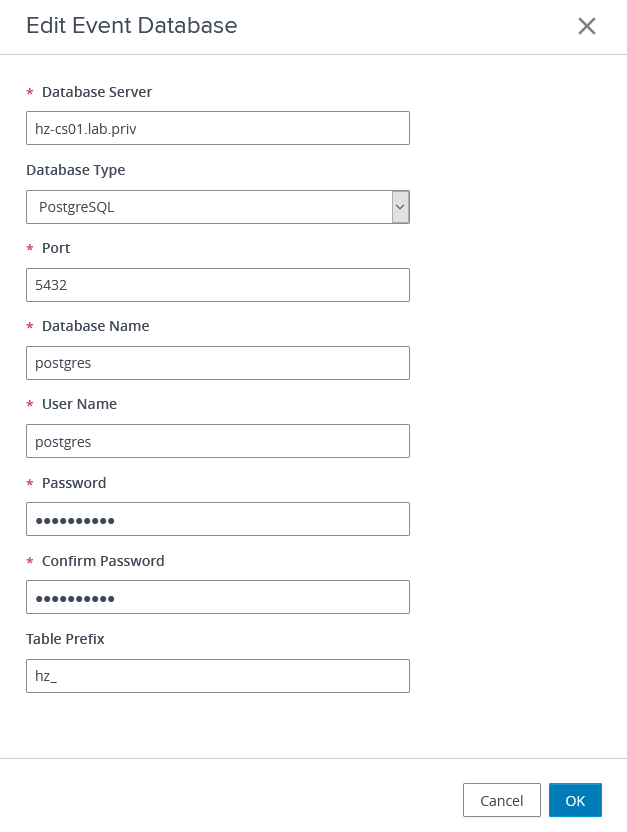 Edit Event Database
* Database Server
hz-cs01.lab.priv
Database Type
PostgreSQL
* Port
5432
* Database Name
postgres
* User Name
postgres
* Password
●●●●●●●●●●
* Confirm Password
●●●●●●●●●●
Table Prefix
hz_
Cancel OK